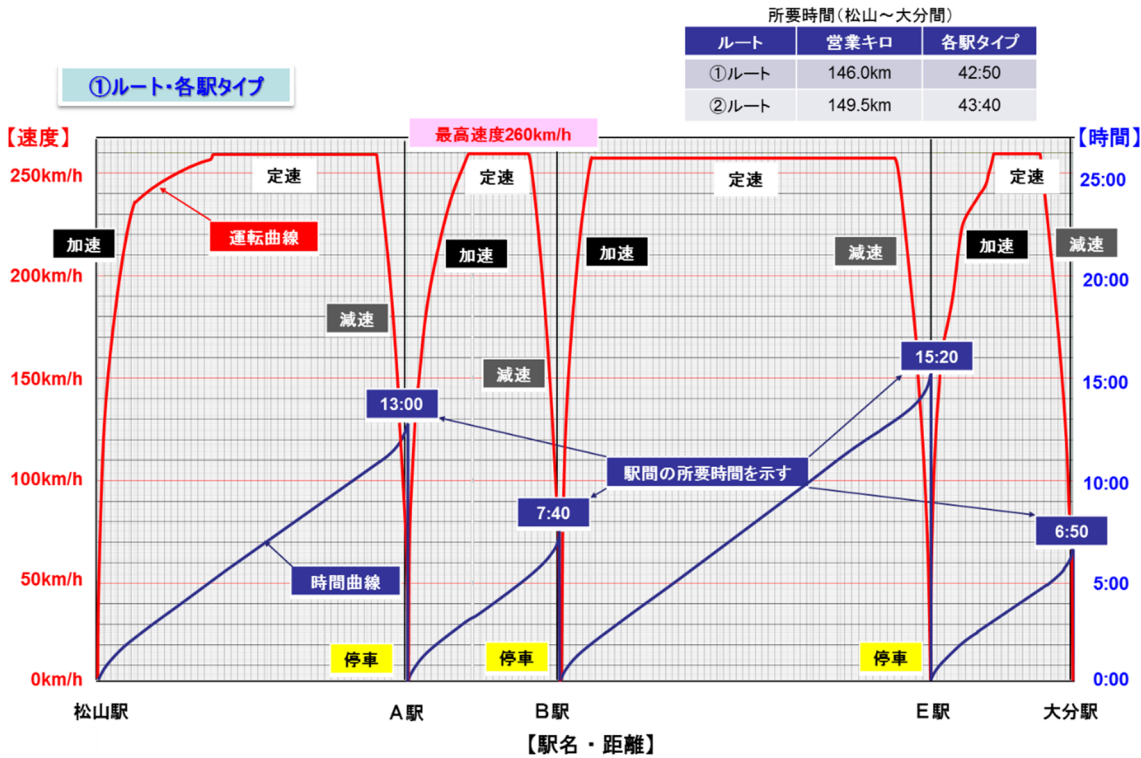 所要時間（松山～大分間）
ルート 営業キロ 各駅タイプ
①ルート 146.0km 42:50
②ルート 149.5km 43:40
①ルート・各駅タイプ
【速度】
最高速度260km/h
【時間】
250km/h
定速
定速
定速
定速
25:00
運転曲線
加速
加速
加速
減速
加速
減速
200km/h
20:00
減速
15:20
150km/h
減速
15:00
13:00
駅間の所要時間を示す
100km/h
10:00
7:40
6:50
時間曲線
50km/h
5:00
停車
停車
停車
0km/h
0:00
松山駅
A駅
B駅
E駅
大分駅
【駅名・距離】